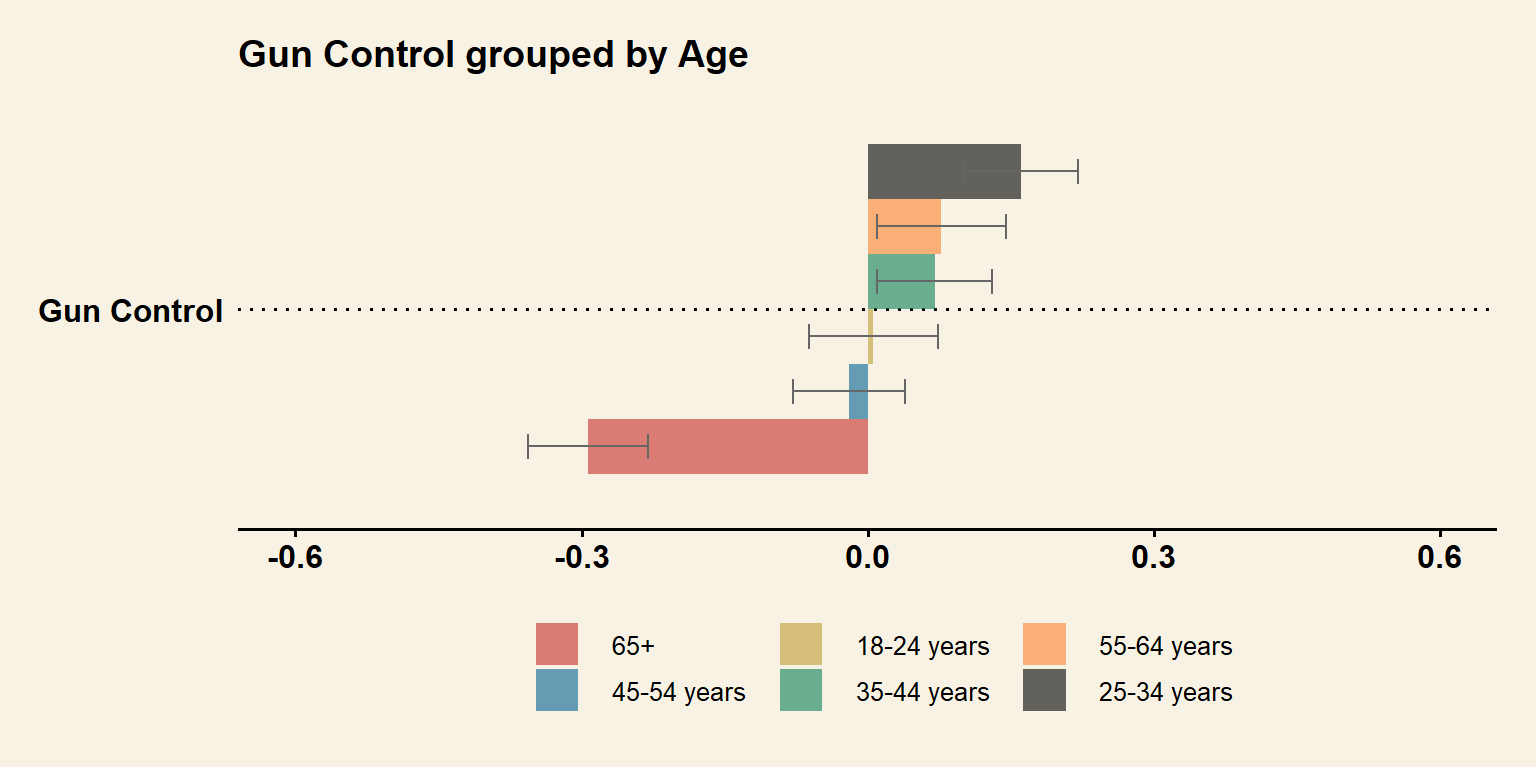 Gun Control grouped by Age
Gun Control
-0.6 -0.3 0.0 0.3 0.6
65+ 18-24 years 55-64 years
45-54 years 35-44 years 25-34 years